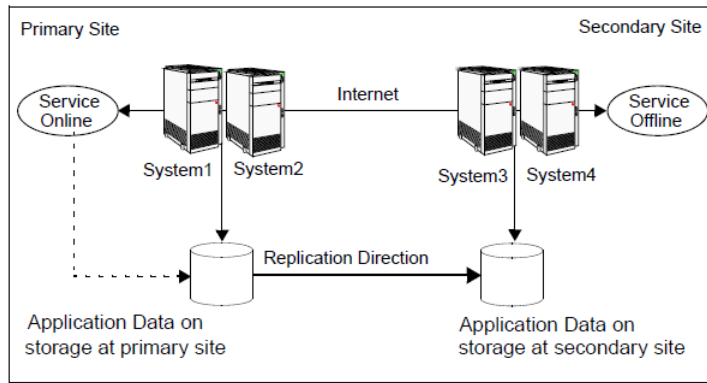 Primary Site
Secondary Site
Service
Online
Internet
Service
Offline
System1
System2
System3
System4
Replication Direction
Application Data on
storage at primary site
Application Data on
storage at secondary site